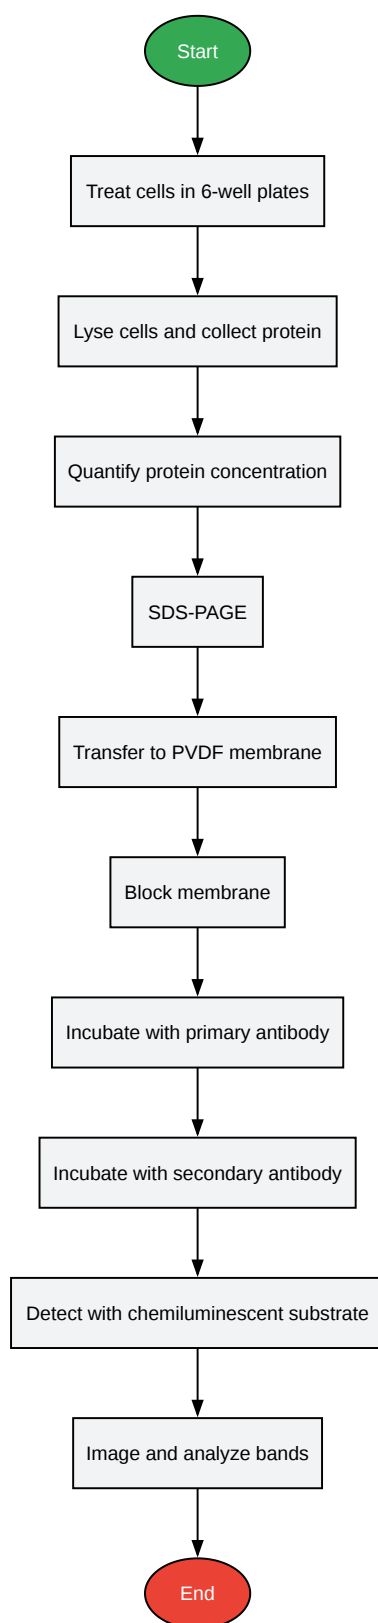 Start
Treat cells in 6-well plates
Lyse cells and collect protein
Quantify protein concentration
SDS-PAGE
Transfer to PVDF membrane
Block membrane
Incubate with primary antibody
Incubate with secondary antibody
Detect with chemiluminescent substrate
Image and analyze bands
End